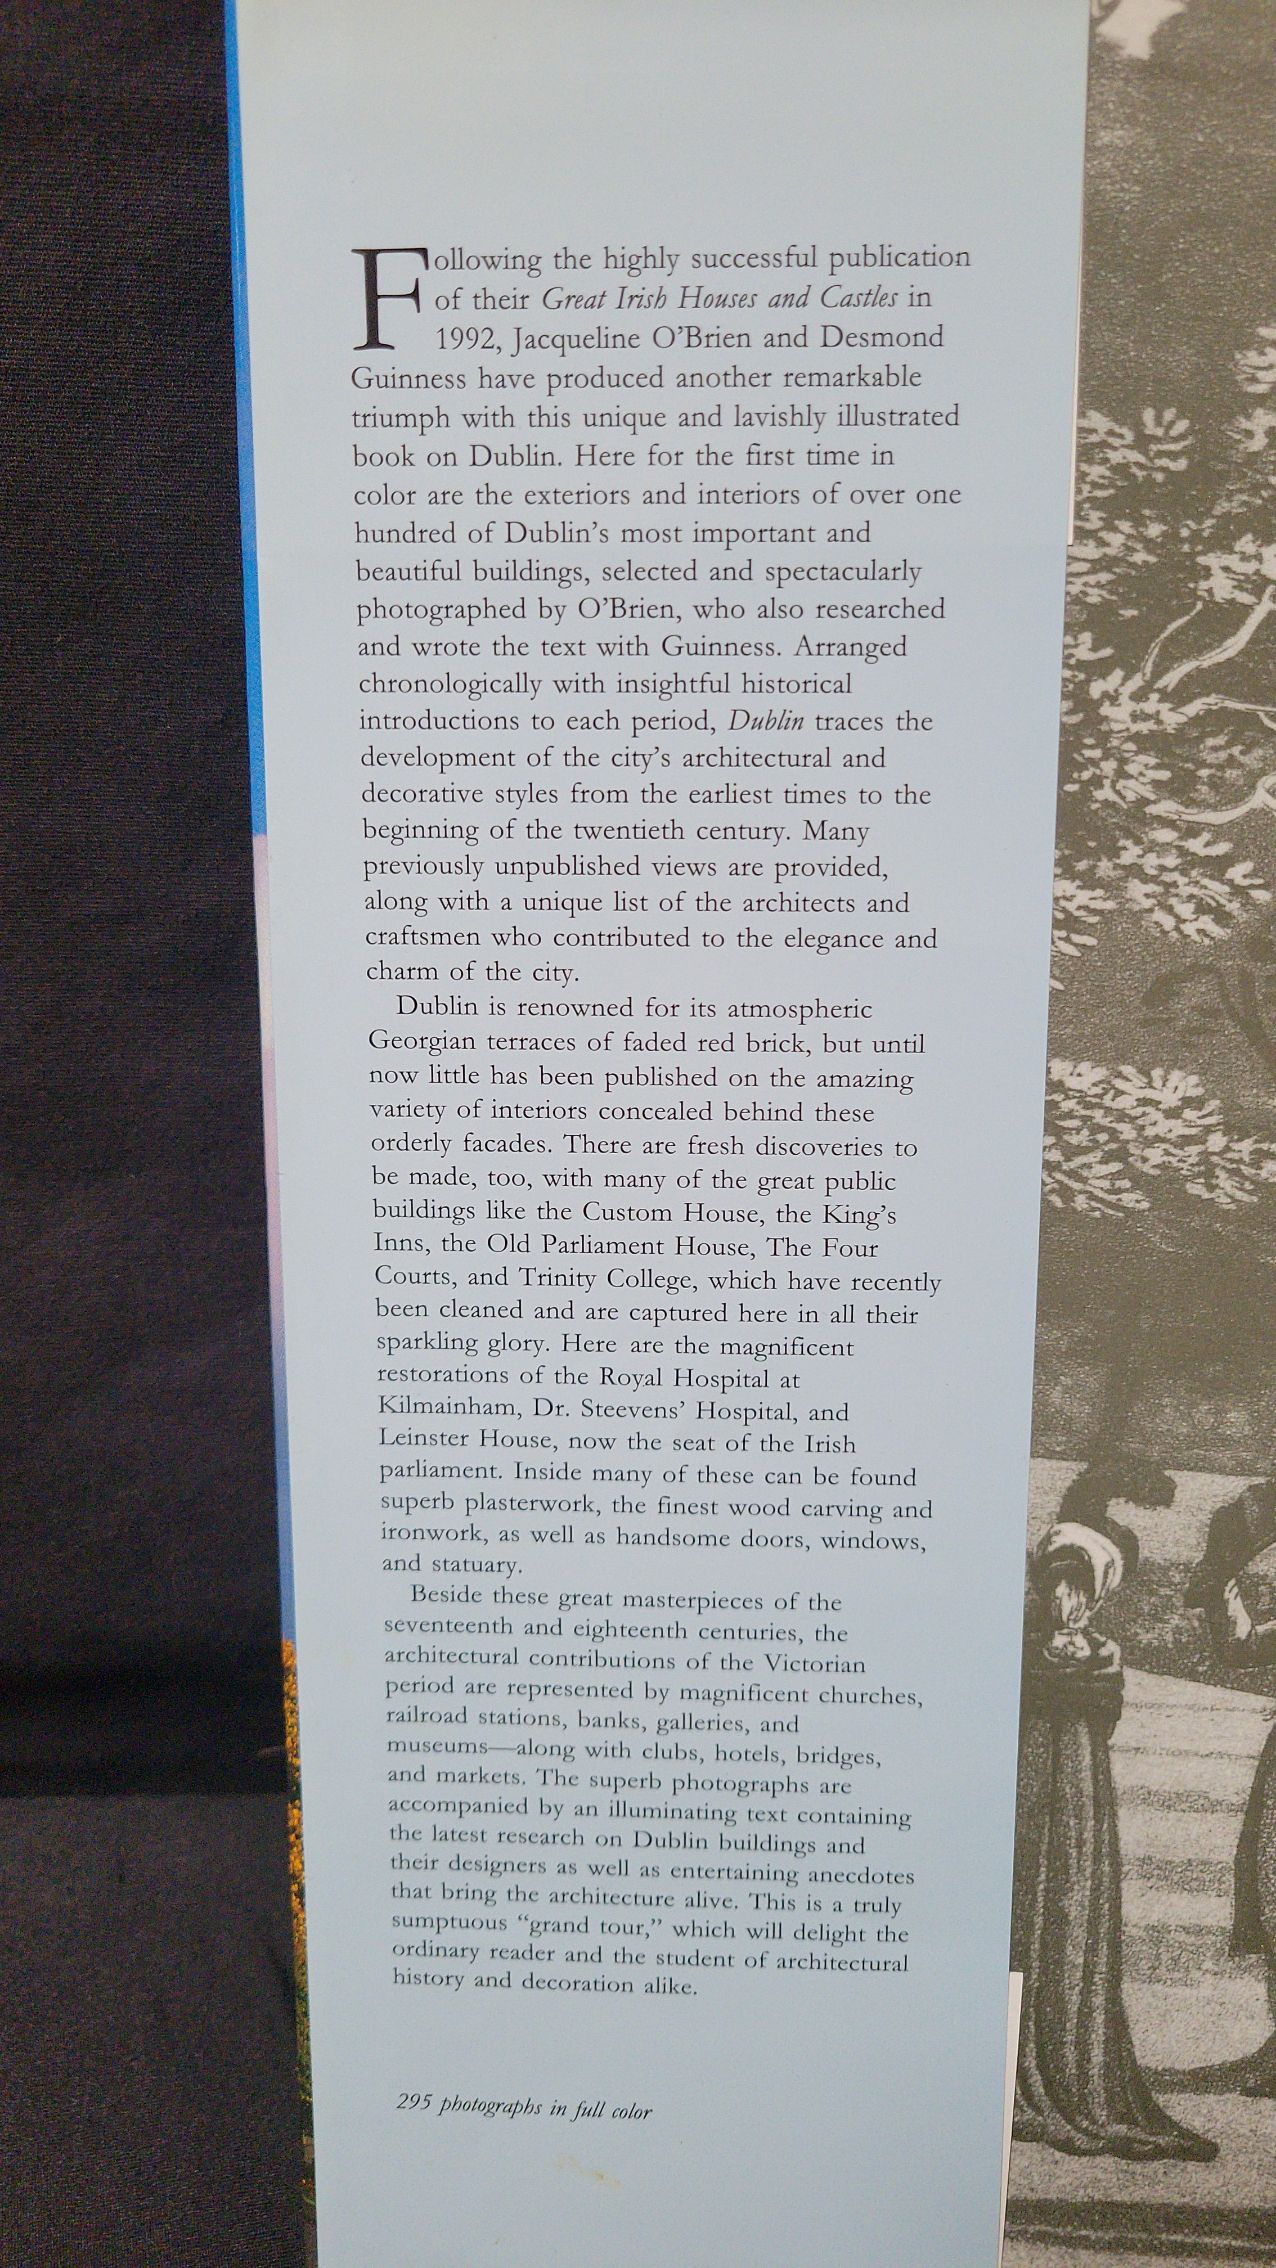 Following the highly successful publication
of their Great Irish Houses and Castles in
1992, Jacqueline O’Brien and Desmond
Guinness have produced another remarkable
triumph with this unique and lavishly illustrated
book on Dublin. Here for the first time in
color are the exteriors and interiors of over one
hundred of Dublin’s most important and
beautiful buildings, selected and spectacularly
photographed by O’Brien, who also researched
and wrote the text with Guinness. Arranged
chronologically with insightful historical
introductions to each period, Dublin traces the
development of the city’s architectural and
decorative styles from the earliest times to the
beginning of the twentieth century. Many
previously unpublished views are provided,
along with a unique list of the architects and
craftsmen who contributed to the elegance and
charm of the city.
Dublin is renowned for its atmospheric
Georgian terraces of faded red brick, but until
now little has been published on the amazing
variety of interiors concealed behind these
orderly facades. There are fresh discoveries to
be made, too, with many of the great public
buildings like the Custom House, the King’s
Inns, the Old Parliament House, The Four
Courts, and Trinity College, which have recently
been cleaned and are captured here in all their
sparkling glory. Here are the magnificent
restorations of the Royal Hospital at
Kilmainham, Dr. Steevens’ Hospital, and
Leinster House, now the seat of the Irish
parliament. Inside many of these can be found
superb plasterwork, the finest wood carving and
ironwork, as well as handsome doors, windows,
and statuary.
Beside these great masterpieces of the
seventeenth and eighteenth centuries, the
architectural contributions of the Victorian
period are represented by magnificent churches,
railroad stations, banks, galleries, and
museums—along with clubs, hotels, bridges,
and markets. The superb photographs are
accompanied by an illuminating text containing
the latest research on Dublin buildings and
their designers as well as entertaining anecdotes
that bring the architecture alive. This is a truly
sumptuous “grand tour,” which will delight the
ordinary reader and the student of architectural
history and decoration alike.
295 photographs in full color